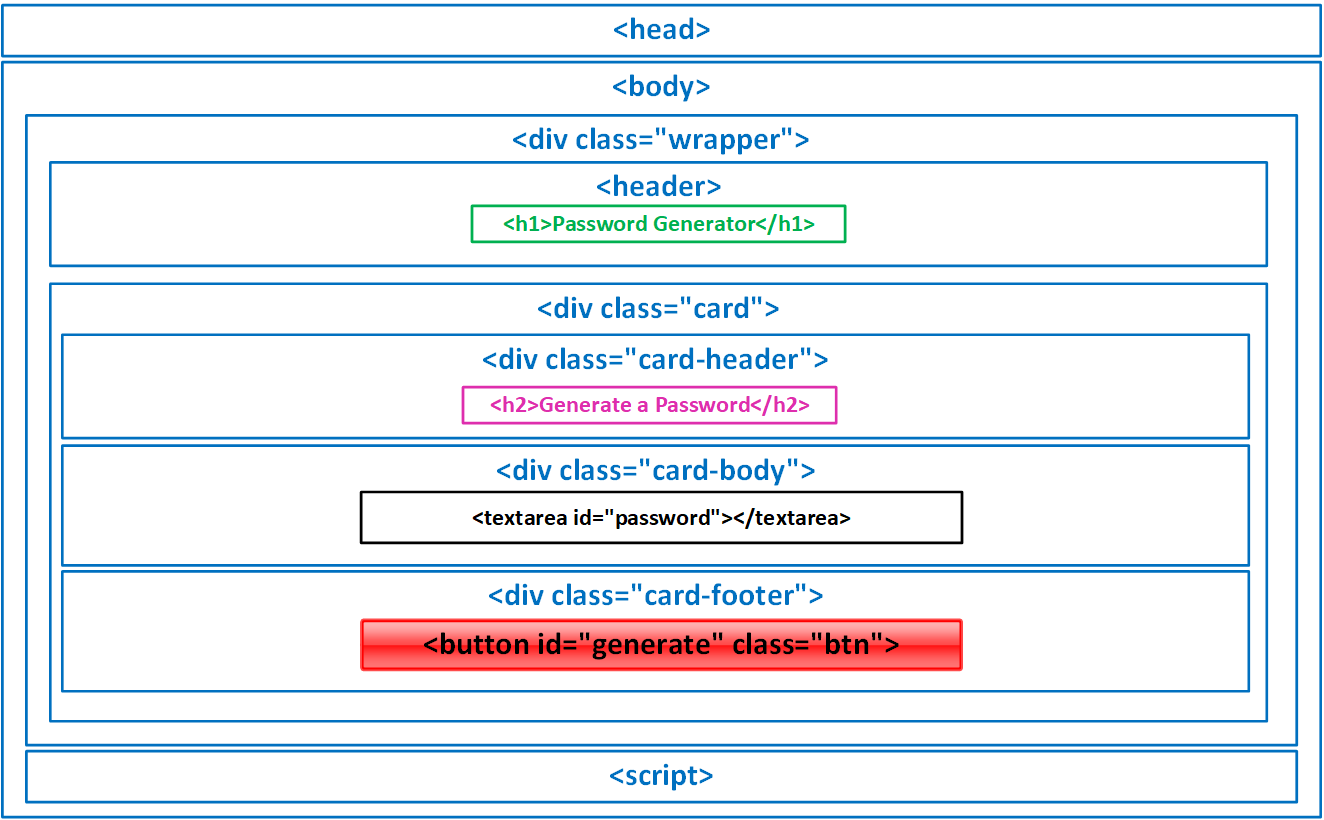 <head>
<body>
<div class="wrapper">
<header>
<h1>Password Generator</h1>
<div class="card">
<div class="card-header">
<h2>Generate a Password</h2>
<div class="card-body">
<textarea id="password"></textarea>
<div class="card-footer">
<button id="generate" class="btn">
<script>